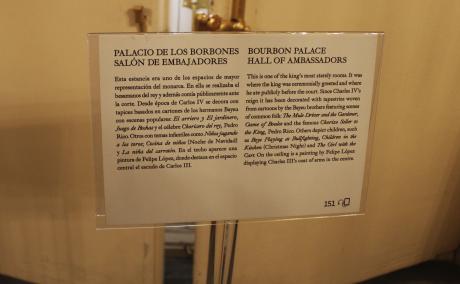 PALACIO DE LOS BORBONES
SALÓN DE EMBAJADORES
Esta estancia era uno de los espacios de mayor
representación del monarca. En ella se realizaba el
besamanos del rey y además comía públicamente ante
la corte. Desde época de Carlos IV se decora con
tapices basados en cartones de los hermanos Bayeu
con escenas populares: El arriero y el jardinero,
Juego de Bochas y el célebre Choricero del rey, Pedro
Rico. Otros con temas infantiles como Niños jugando
a los toros; Cocina de niños (Noche de Navidad)
y La niña del carretón. En el techo aparece una
pintura de Felipe López, donde destaca en el espacio
central el escudo de Carlos III.
BOURBON PALACE
HALL OF AMBASSADORS
This is one of the king's most stately rooms. It was
where the king was ceremonially greeted and where
he ate publicly before the court. Since Charles IV's
reign it has been decorated with tapestries woven
from cartoons by the Bayeu brothers featuring scenes
of common folk: The Mule Driver and the Gardener,
Game of Boules and the famous Chorizo Seller to
the King, Pedro Rico. Others depict children, such
as Boys Playing at Bullfighting, Children in the
Kitchen (Christmas Night) and The Girl with the
Cart. On the ceiling is a painting by Felipe López
displaying Charles III's coat of arms in the centre.
151